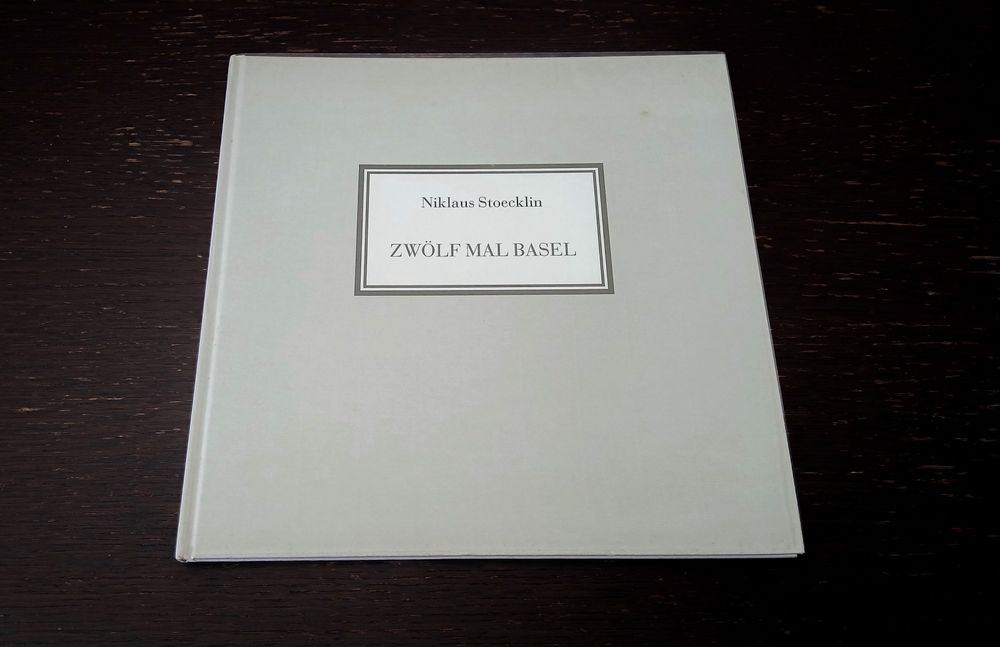 Niklaus Stoecklin
ZWÖLF MAL BASEL